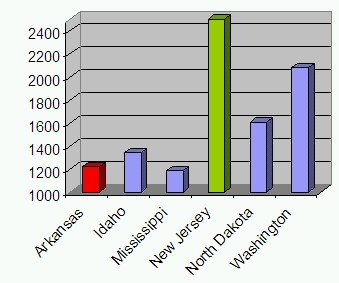 2400
2200
2000
1800
1600
1400
1200
1000
Arkansas
Idaho
Mississippi
New Jersey
North Dakota
Washington